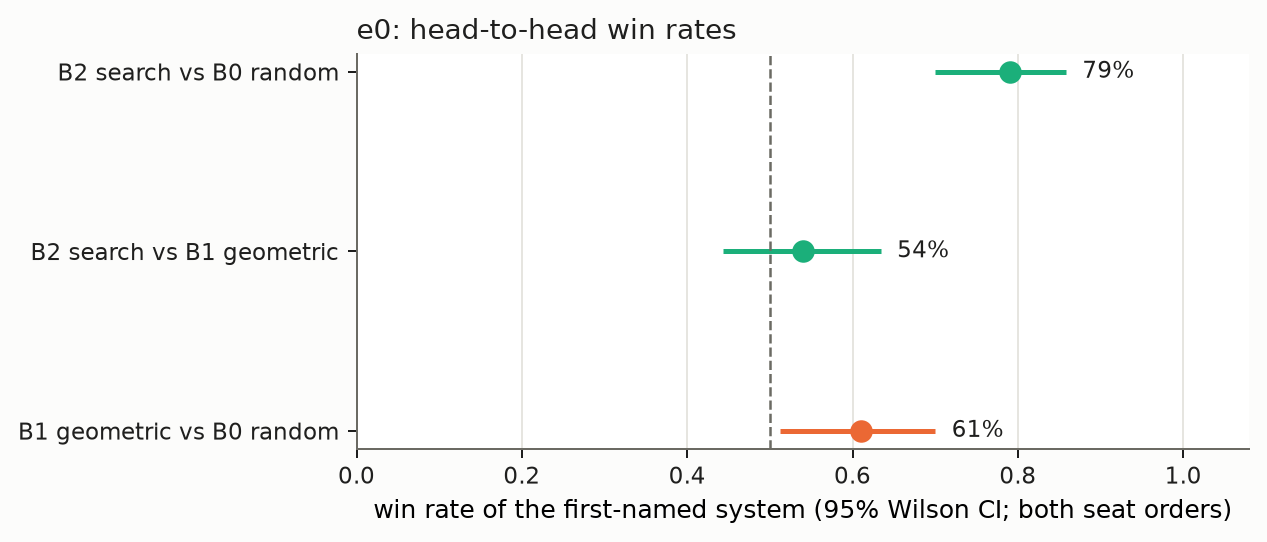 e0: head-to-head win rates
B2 search vs B0 random
79%
B2 search vs B1 geometric
54%
B1 geometric vs B0 random
61%
0.0 0.2 0.4 0.6 0.8 1.0
win rate of the first-named system (95% Wilson CI; both seat orders)